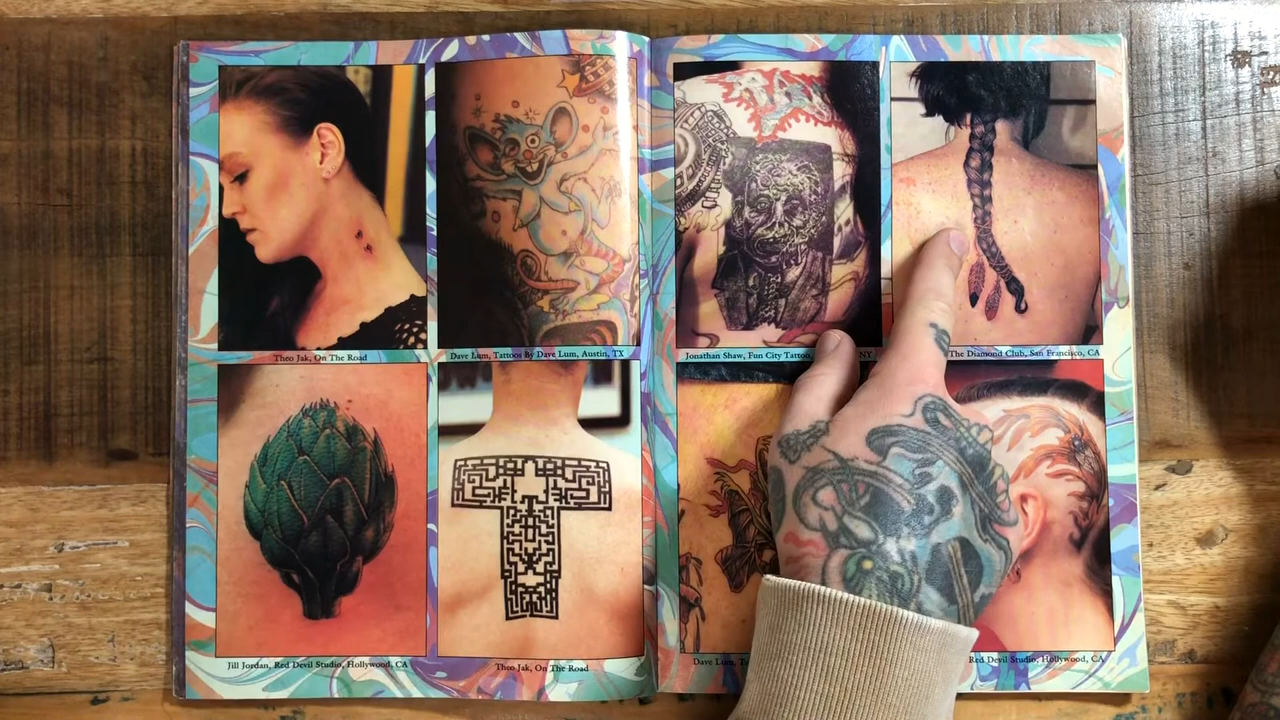 Theo Jak, On The Road
Dave Lum, Tattoos By Dave Lum, Austin, TX
Jonathan Shaw, Fun City Tattoo, NY
The Diamond Club, San Francisco, CA
Jill Jordan, Red Devil Studio, Hollywood, CA
Theo Jak, On The Road
Dave Lum,
Red Devil Studio, Hollywood, CA